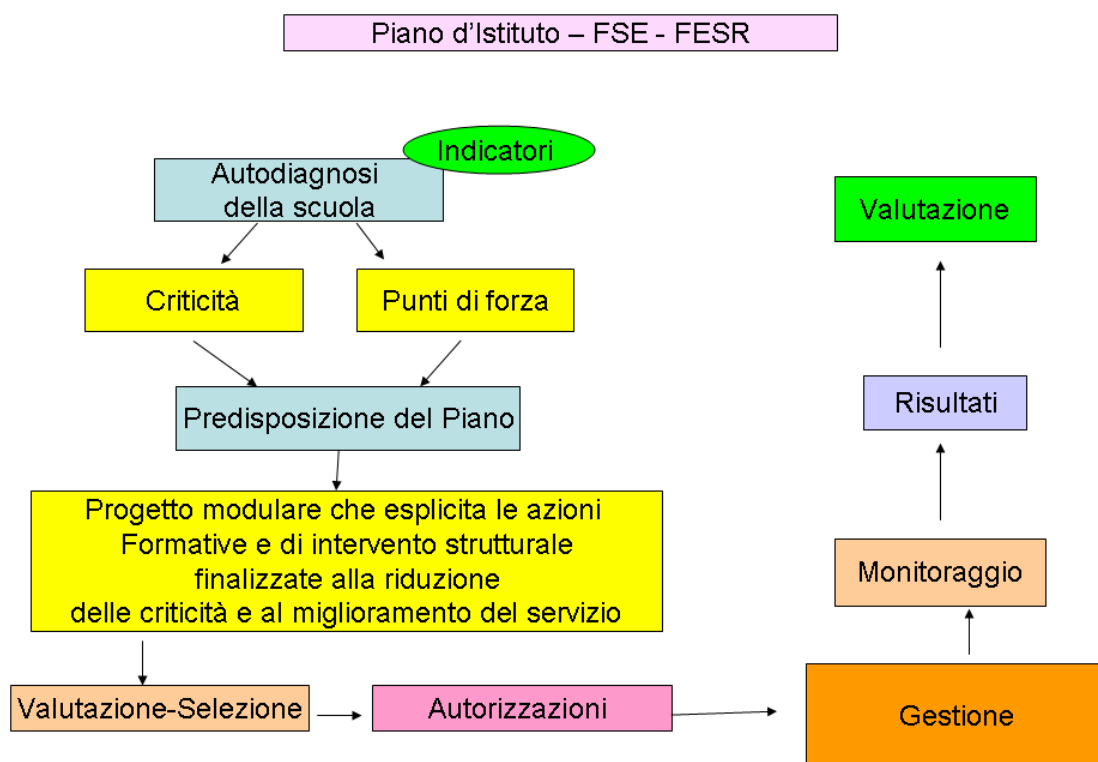 Piano d'Istituto – FSE - FESR
Indicatori
Autodiagnosi
della scuola
Criticità
Punti di forza
Predisposizione del Piano
Progetto modulare che esplicita le azioni
Formative e di intervento strutturale
finalizzate alla riduzione
delle criticità e al miglioramento del servizio
Valutazione-Selezione
Autorizzazioni
Gestione
Monitoraggio
Risultati
Valutazione